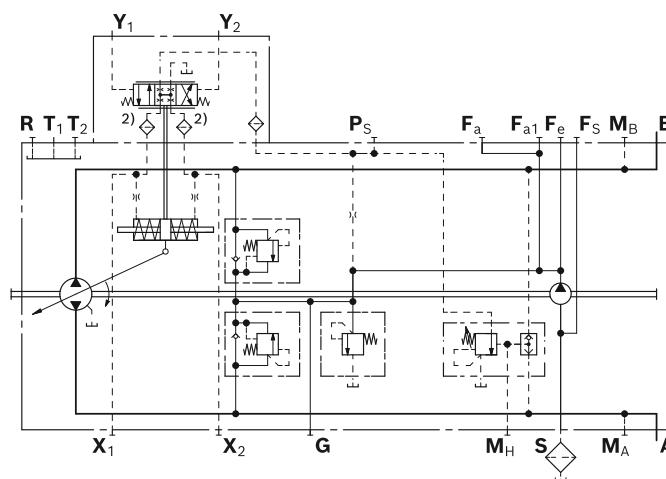 Y1 Y2
2) 2)
R T1 T2 PS Fa Fa1 Fe FS MB B
X1 X2 G MH S MA A